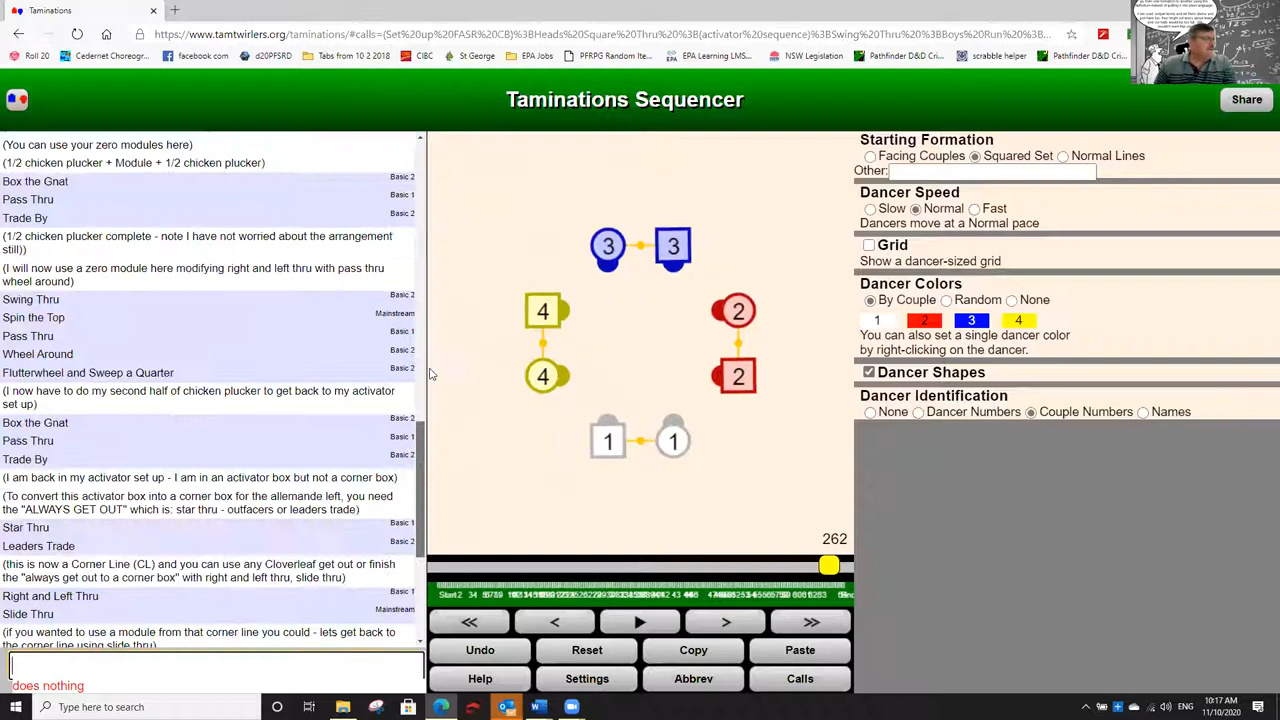 Taminations
https://www.tamtwirlers.org/taminations/#calls=[Set%20up%20
Roll 20
Cedernet Choreogr...
facebook.com
d20PFSRD
Tabs from 10 2 2018
CIBC
St George
EPA Jobs
PFRPG Random Ite...
EPA Learning LMS...
NSW Legislation
Pathfinder D&D Cri...
scrabble helper
Pathfinder D&D Cri...
Taminations Sequencer
Share
(You can use your zero modules here)
(1/2 chicken plucker + Module + 1/2 chicken plucker)
Box the Gnat Basic 2
Pass Thru Basic 1
Trade By Basic 2
(1/2 chicken plucker complete - note I have not worried about the arrangement
still))
(I will now use a zero module here modifying right and left thru with pass thru
wheel around)
Swing Thru Basic 2
Spin the Top Mainstream
Pass Thru Basic 1
Wheel Around Basic 2
Flutterwheel and Sweep a Quarter Basic 2
(I now have to do my second half of chicken plucker to get back to my activator
set up)
Box the Gnat Basic 2
Pass Thru Basic 1
Trade By Basic 2
(I am back in my activator set up - I am in an activator box but not a corner box)
(To convert this activator box into a corner box for the allemande left, you need
the "ALWAYS GET OUT" which is: star thru - outfacers or leaders trade)
Star Thru Basic 1
Leaders Trade Basic 2
(this is now a Corner Line (CL) and you can use any Cloverleaf get out or finish
the "always get out to a corner box" with right and left thru, slide thru)
Right and Left Thru Basic 1
Slide Thru Mainstream
(if you wanted to use a module from that corner line you could - lets get back to
the corner line using slide thru)
does nothing
3 3
4 2
4 2
1 1
262
Start
End
<< < ▶ > >>
Undo Reset Copy Paste
Help Settings Abbrev Calls
Starting Formation
Facing Couples Squared Set Normal Lines
Other:
Dancer Speed
Slow Normal Fast
Dancers move at a Normal pace
Grid
Show a dancer-sized grid
Dancer Colors
By Couple Random None
1 2 3 4
You can also set a single dancer color
by right-clicking on the dancer.
Dancer Shapes
Dancer Identification
None Dancer Numbers Couple Numbers Names
Type here to search
ENG
10:17 AM
11/10/2020